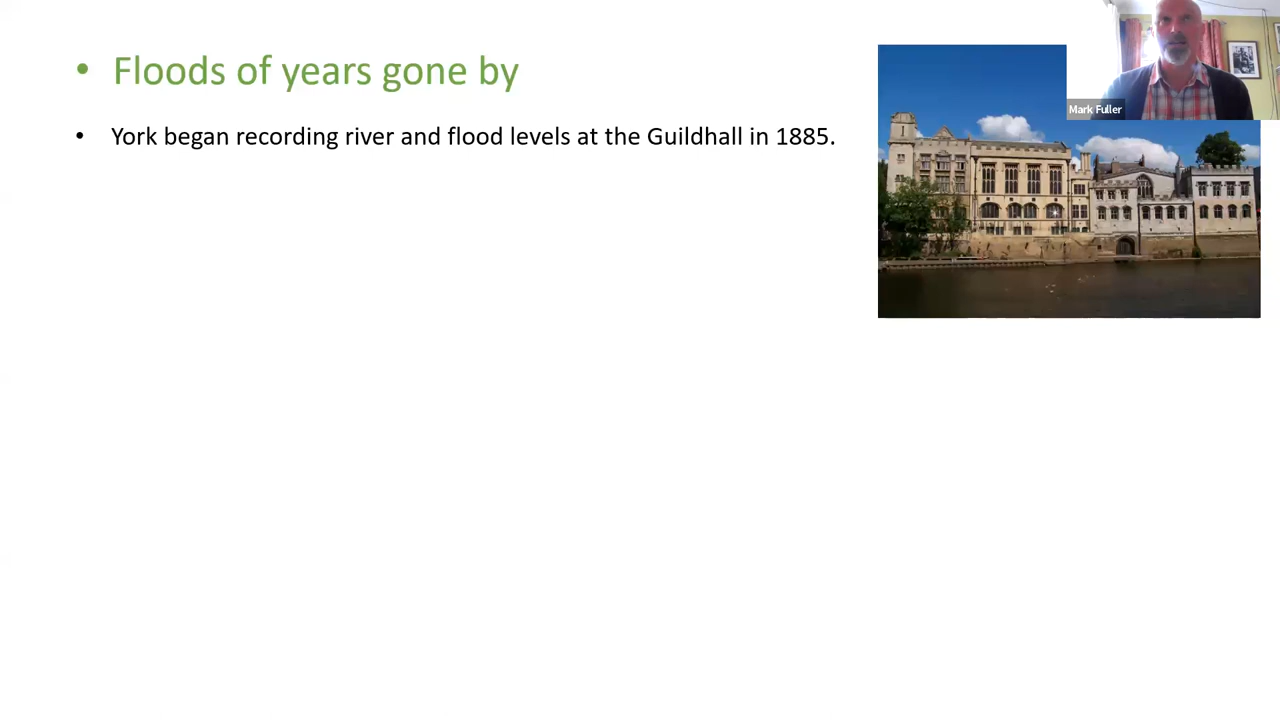 • Floods of years gone by
• York began recording river and flood levels at the Guildhall in 1885.
Mark Fuller